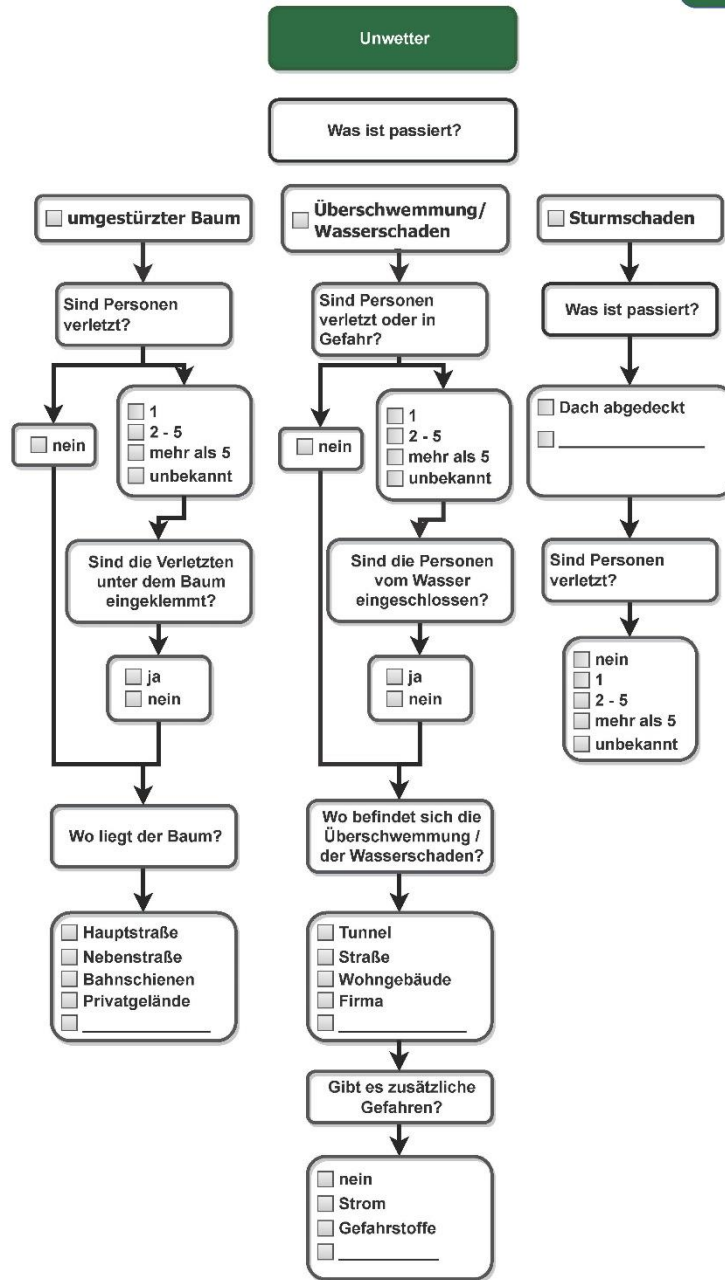 Unwetter
Was ist passiert?
umgestürzter Baum
Sind Personen
verletzt?
nein
1
2 - 5
mehr als 5
unbekannt
Sind die Verletzten
unter dem Baum
eingeklemmt?
ja
nein
Wo liegt der Baum?
Hauptstraße
Nebenstraße
Bahnschienen
Privatgelände
Überschwemmung/
Wasserschaden
Sind Personen
verletzt oder in
Gefahr?
nein
1
2 - 5
mehr als 5
unbekannt
Sind die Personen
vom Wasser
eingeschlossen?
ja
nein
Wo befindet sich die
Überschwemmung /
der Wasserschaden?
Tunnel
Straße
Wohngebäude
Firma
Gibt es zusätzliche
Gefahren?
nein
Strom
Gefahrstoffe
Sturmschaden
Was ist passiert?
Dach abgedeckt
Sind Personen
verletzt?
nein
1
2 - 5
mehr als 5
unbekannt